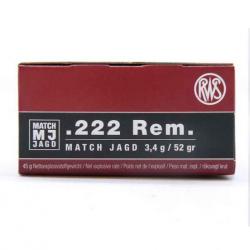 RWS
MATCH
MJ
JAGD
.222 Rem.
MATCH JAGD 3,4 g / 52 gr